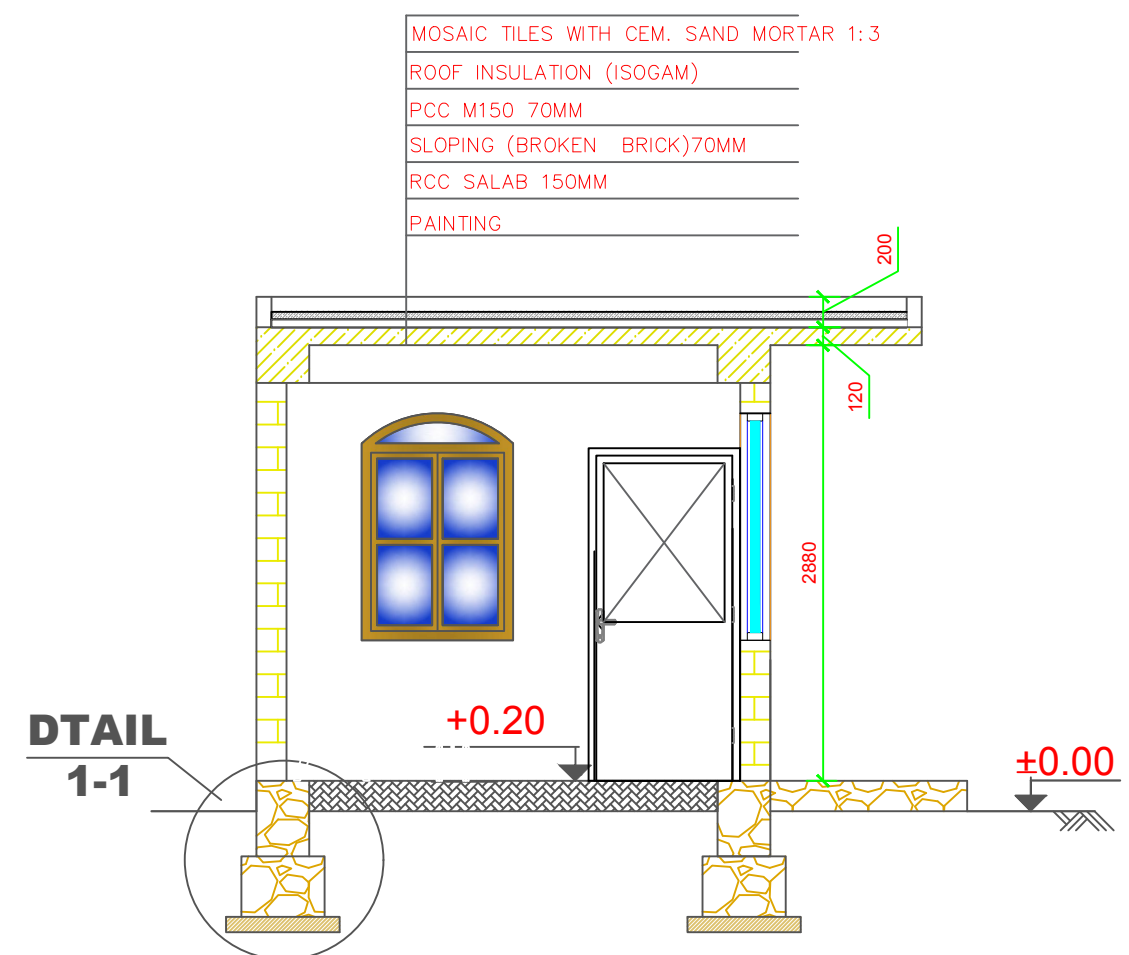 MOSAIC TILES WITH CEM. SAND MORTAR 1:3
ROOF INSULATION (ISOGAM)
PCC M150 70MM
SLOPING (BROKEN BRICK)70MM
RCC SALAB 150MM
PAINTING
200
120
2880
+0.20
±0.00
DTAIL
1-1